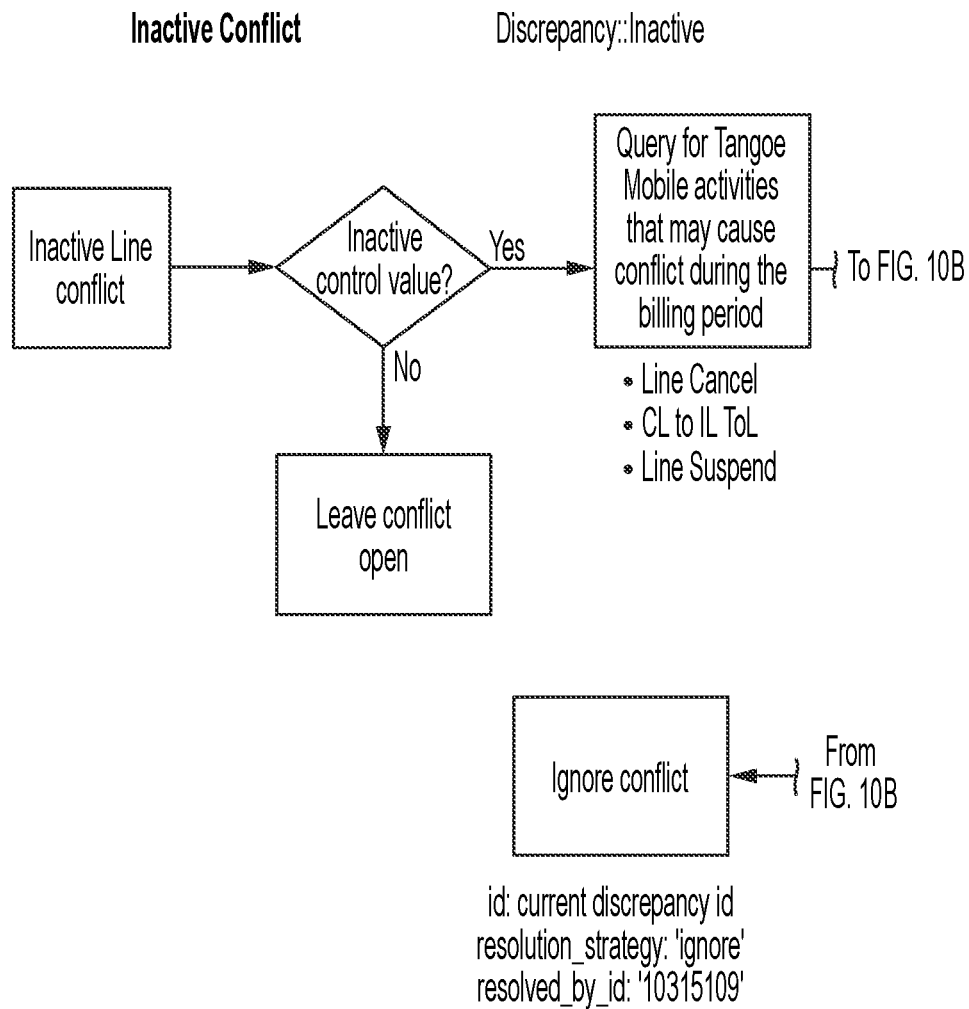 Inactive Conflict
Discrepancy::Inactive
Inactive Line
conflict
Inactive
control value?
Yes
No
Query for Tangoe
Mobile activities
that may cause
conflict during the
billing period
To FIG. 10B
• Line Cancel
• CL to IL ToL
• Line Suspend
Leave conflict
open
Ignore conflict
From
FIG. 10B
id: current discrepancy id
resolution_strategy: 'ignore'
resolved_by_id: '10315109'